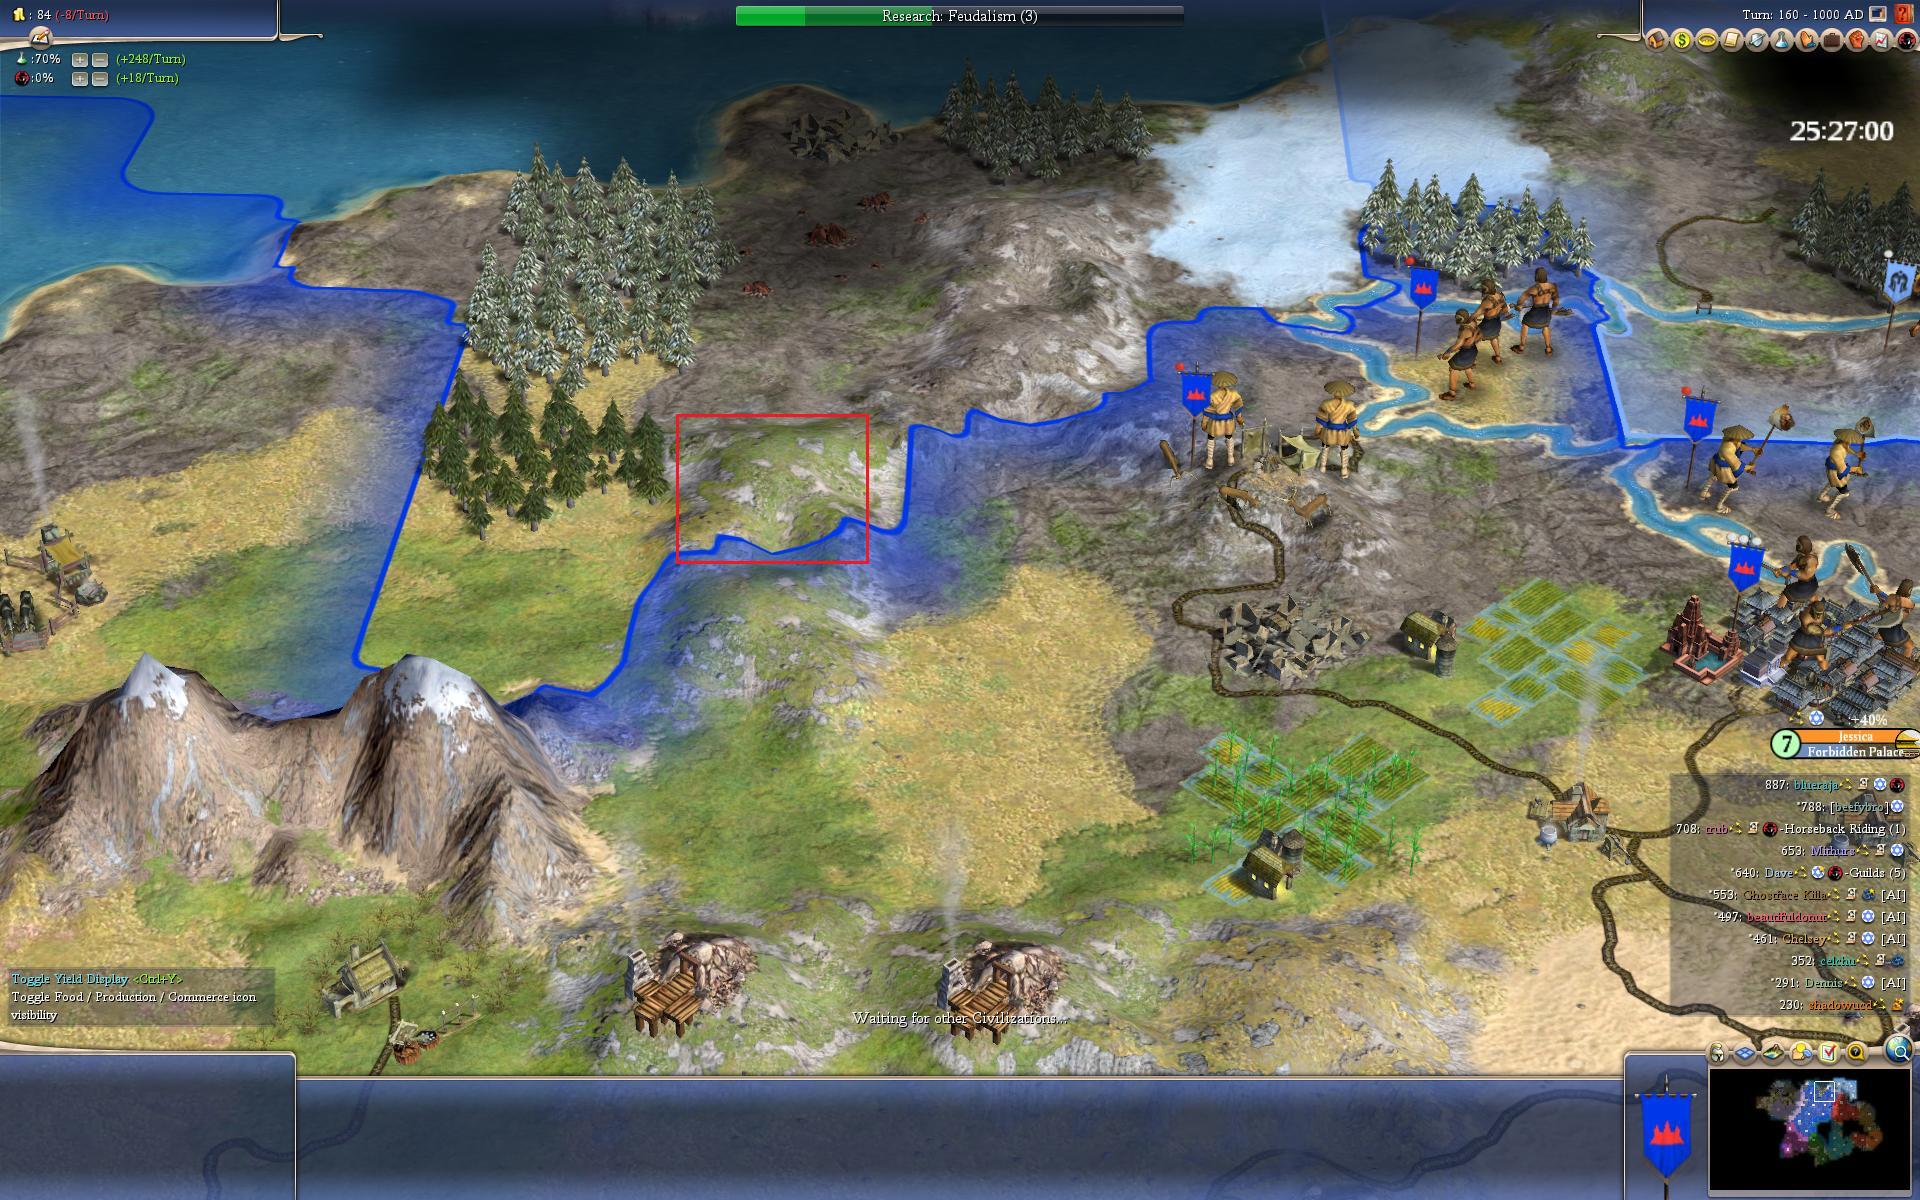 : 84 (-8/Turn)
Research: Feudalism (3)
Turn: 160 - 1000 AD
:70% (+248/Turn)
:0% (+18/Turn)
25:27:00
+40%
7 Jessica
Forbidden Palace
887: blueraja
*788: [beefybro]
708: trub -Horseback Riding (1)
653: Mithurs
*640: Dave -Guilds (5)
*553: Ghostface Killa [AI]
*497: beautifuldonut [AI]
*461: Chelsey [AI]
352: celchu
*291: Dennis [AI]
230: shadowurd
Toggle Yield Display <Ctrl+Y>
Toggle Food / Production / Commerce icon
visibility
Waiting for other Civilizations...